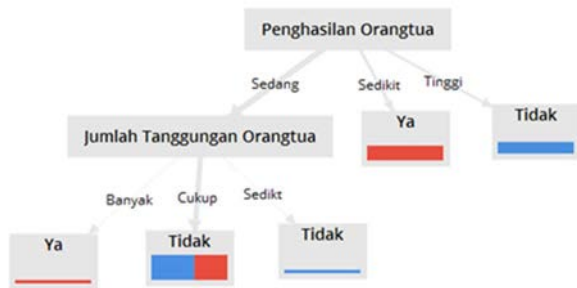 Penghasilan Orangtua
Sedang
Sedikit
Tinggi
Jumlah Tanggungan Orangtua
Ya
Tidak
Banyak
Cukup
Sedikt
Ya
Tidak
Tidak